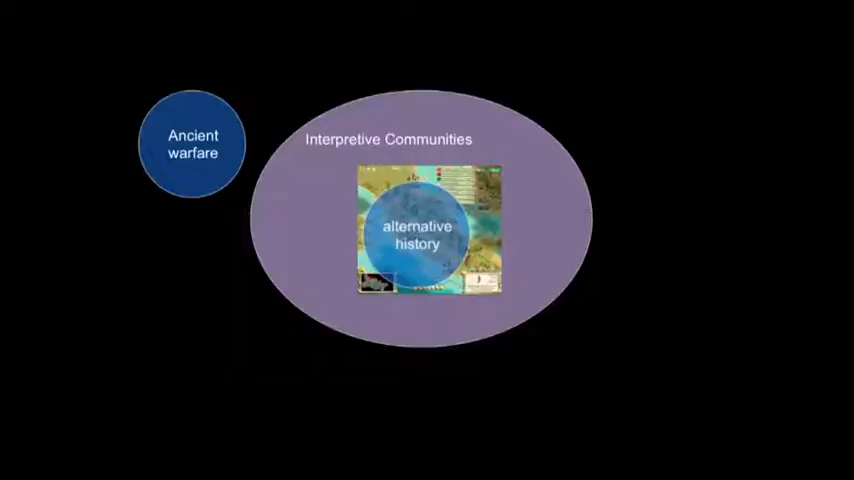 Ancient
warfare
Interpretive Communities
alternative
history